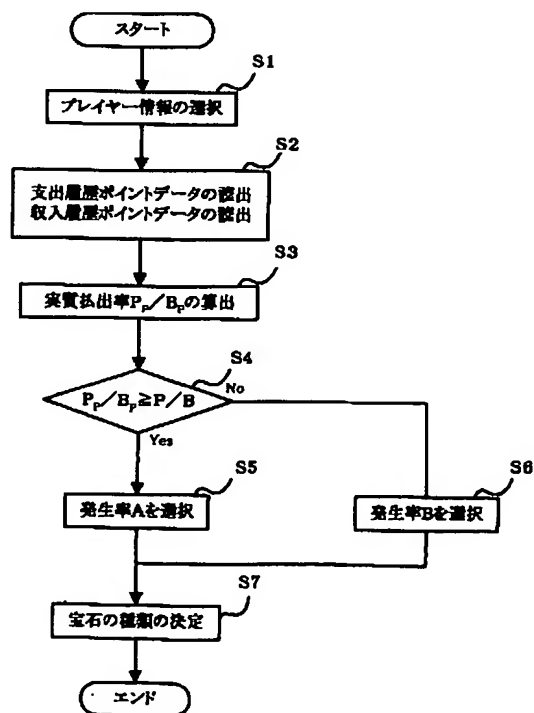 スタート
S1
プレイヤー情報の選択
S2
支出履歴ポイントデータの読出
収入履歴ポイントデータの読出
S3
実質払出率PP／BPの算出
S4
PP／BP≧P／B
No
Yes
S5
発生率Aを選択
S6
発生率Bを選択
S7
宝石の種類の決定
エンド